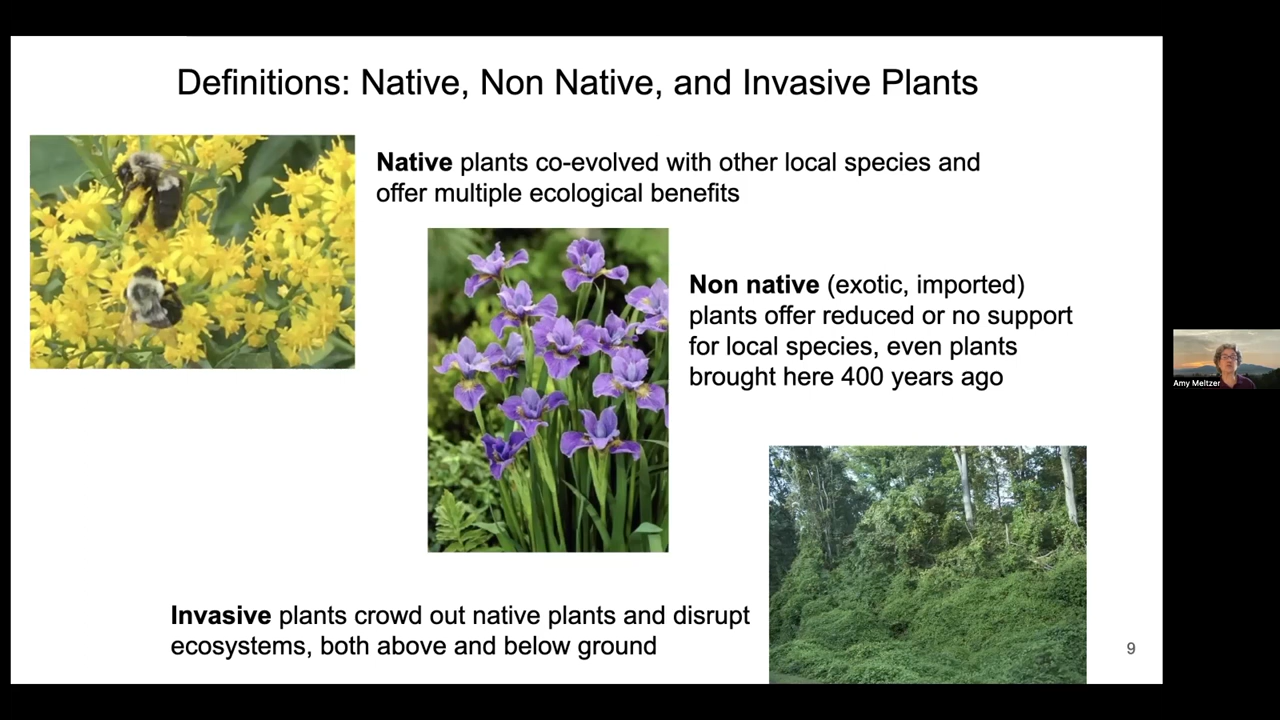 Definitions: Native, Non Native, and Invasive Plants
Native plants co-evolved with other local species and
offer multiple ecological benefits
Non native (exotic, imported)
plants offer reduced or no support
for local species, even plants
brought here 400 years ago
Amy Meltzer
Invasive plants crowd out native plants and disrupt
ecosystems, both above and below ground
9